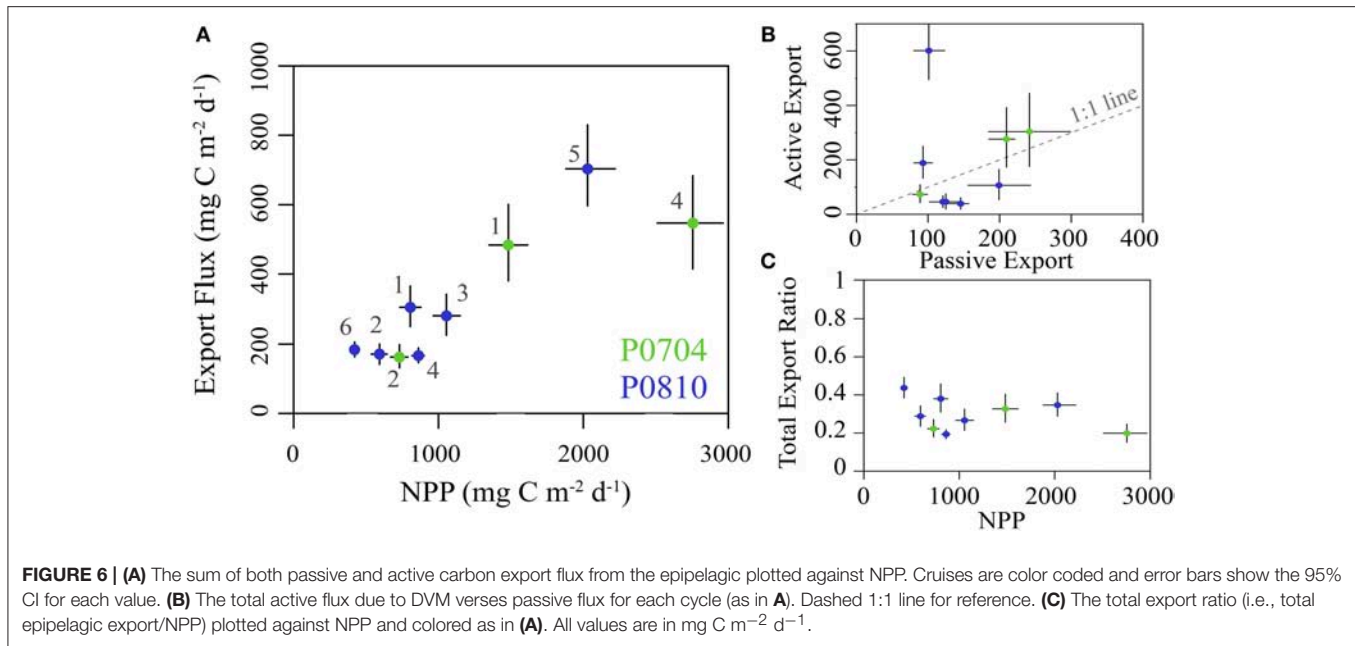 A
Export Flux (mg C m-2 d-1)
1000
800
600
400
200
0
5
4
1
1
3
6
2
2
4
P0704
P0810
0 1000 2000 3000
NPP (mg C m-2 d-1)
B
Active Export
600
400
200
0
1:1 line
0 100 200 300 400
Passive Export
C
Total Export Ratio
1
0.8
0.6
0.4
0.2
0
0 1000 2000 3000
NPP
FIGURE 6 | (A) The sum of both passive and active carbon export flux from the epipelagic plotted against NPP. Cruises are color coded and error bars show the 95%
CI for each value. (B) The total active flux due to DVM verses passive flux for each cycle (as in A). Dashed 1:1 line for reference. (C) The total export ratio (i.e., total
epipelagic export/NPP) plotted against NPP and colored as in (A). All values are in mg C m−2 d−1.